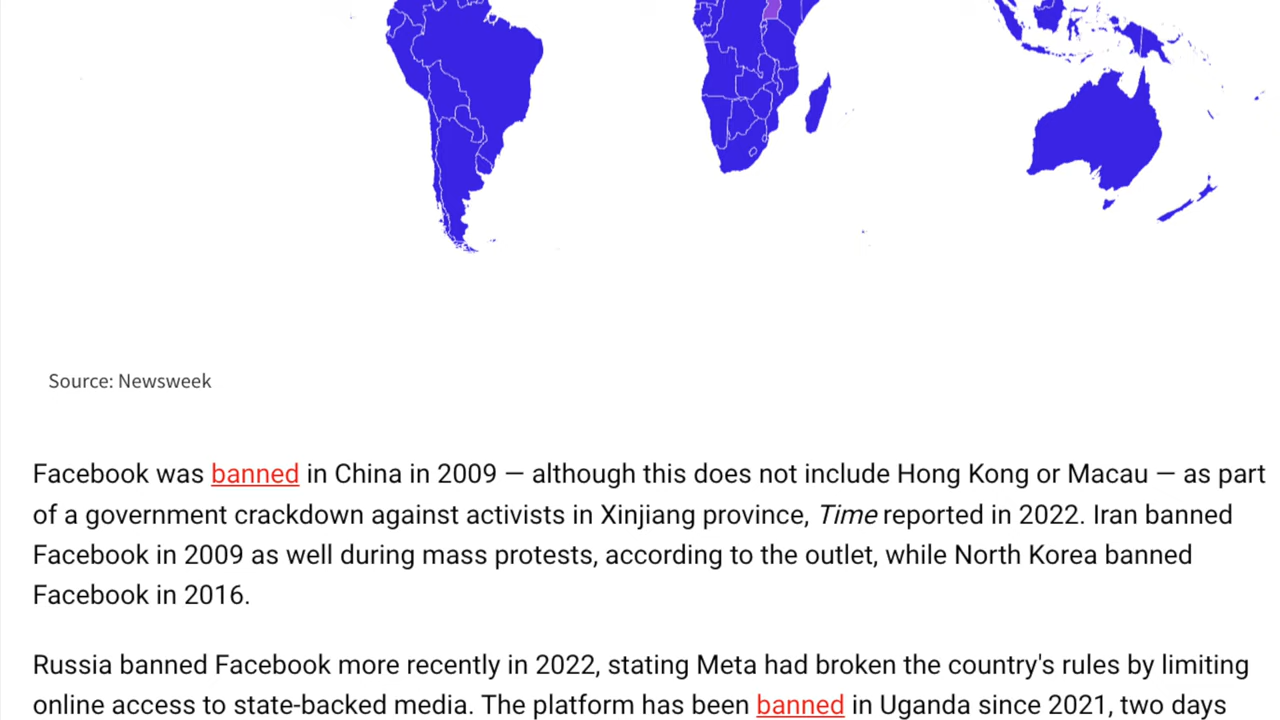 Source: Newsweek
Facebook was banned in China in 2009 — although this does not include Hong Kong or Macau — as part
of a government crackdown against activists in Xinjiang province, Time reported in 2022. Iran banned
Facebook in 2009 as well during mass protests, according to the outlet, while North Korea banned
Facebook in 2016.
Russia banned Facebook more recently in 2022, stating Meta had broken the country's rules by limiting
online access to state-backed media. The platform has been banned in Uganda since 2021, two days